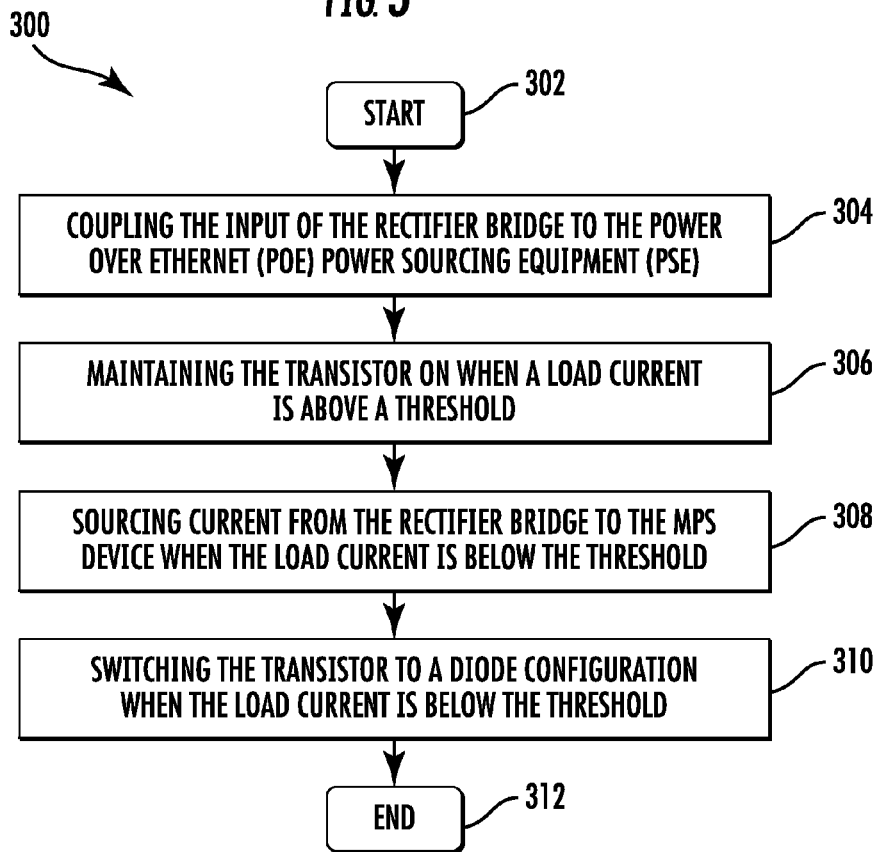 FIG. 3
300
START
302
COUPLING THE INPUT OF THE RECTIFIER BRIDGE TO THE POWER
OVER ETHERNET (POE) POWER SOURCING EQUIPMENT (PSE)
304
MAINTAINING THE TRANSISTOR ON WHEN A LOAD CURRENT
IS ABOVE A THRESHOLD
306
SOURCING CURRENT FROM THE RECTIFIER BRIDGE TO THE MPS
DEVICE WHEN THE LOAD CURRENT IS BELOW THE THRESHOLD
308
SWITCHING THE TRANSISTOR TO A DIODE CONFIGURATION
WHEN THE LOAD CURRENT IS BELOW THE THRESHOLD
310
END
312